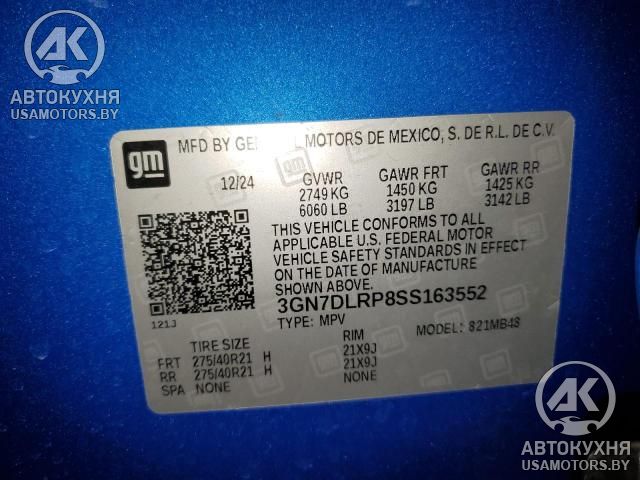 АВТОКУХНЯ
USAMOTORS.BY
gm
MFD BY GE L MOTORS DE MEXICO, S. DE R.L. DE C.V.
12/24 GVWR GAWR FRT GAWR RR
2749 KG 1450 KG 1425 KG
6060 LB 3197 LB 3142 LB
THIS VEHICLE CONFORMS TO ALL
APPLICABLE U.S. FEDERAL MOTOR
VEHICLE SAFETY STANDARDS IN EFFECT
ON THE DATE OF MANUFACTURE
SHOWN ABOVE.
3GN7DLRP8SS163552
121J
TYPE: MPV MODEL: 821MB48
TIRE SIZE RIM
FRT 275/40R21 H 21X9J
RR 275/40R21 H 21X9J
SPA NONE NONE
АВТОКУХНЯ
USAMOTORS.BY